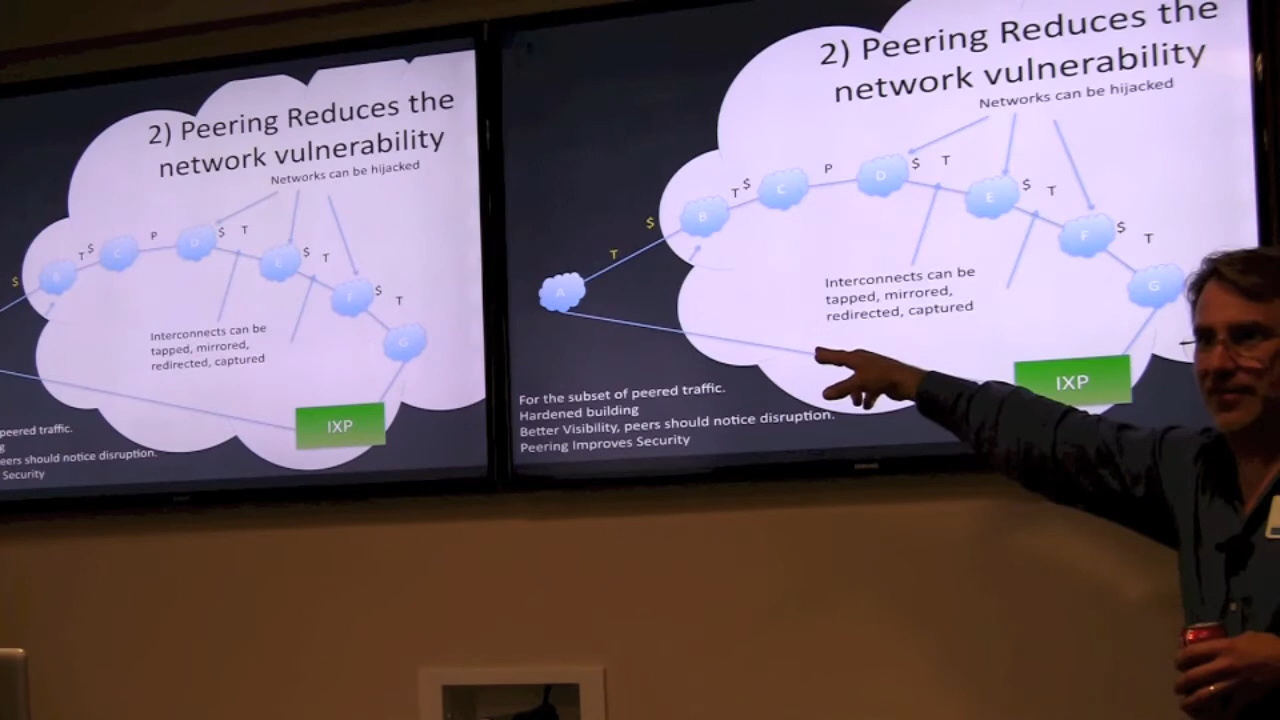 2) Peering Reduces the
network vulnerability
Networks can be hijacked
$ T
P
T $
C
D
$ T
E
$ T
F
$ T
G
Interconnects can be
tapped, mirrored,
redirected, captured
IXP
peered traffic.
g
eers should notice disruption.
Security
2) Peering Reduces the
network vulnerability
Networks can be hijacked
A
T
$
B
T $
C
P
D
$ T
E
$ T
F
$ T
G
Interconnects can be
tapped, mirrored,
redirected, captured
IXP
For the subset of peered traffic.
Hardened building
Better Visibility, peers should notice disruption.
Peering Improves Security